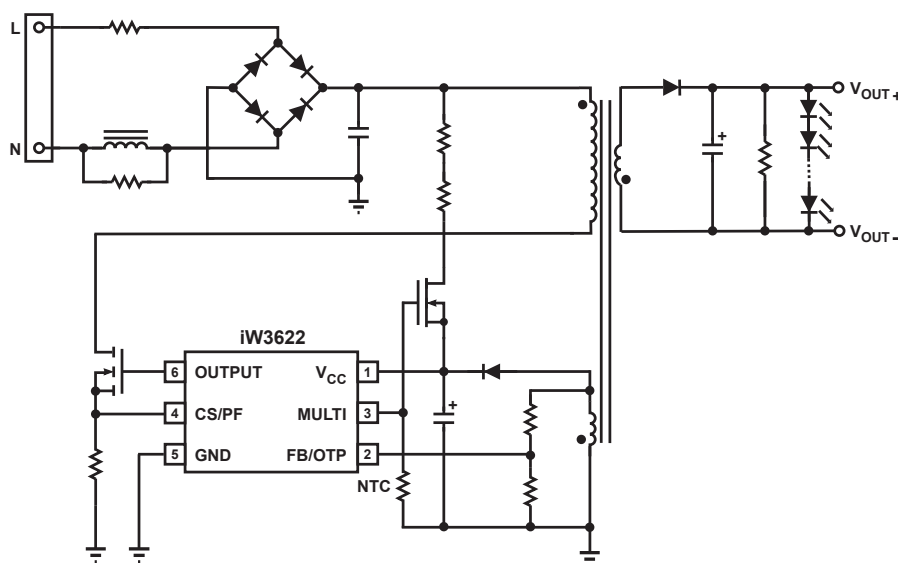 L
N
V_OUT+
V_OUT-
iW3622
6 OUTPUT V_CC 1
4 CS/PF MULTI 3
5 GND FB/OTP 2
NTC
+
+